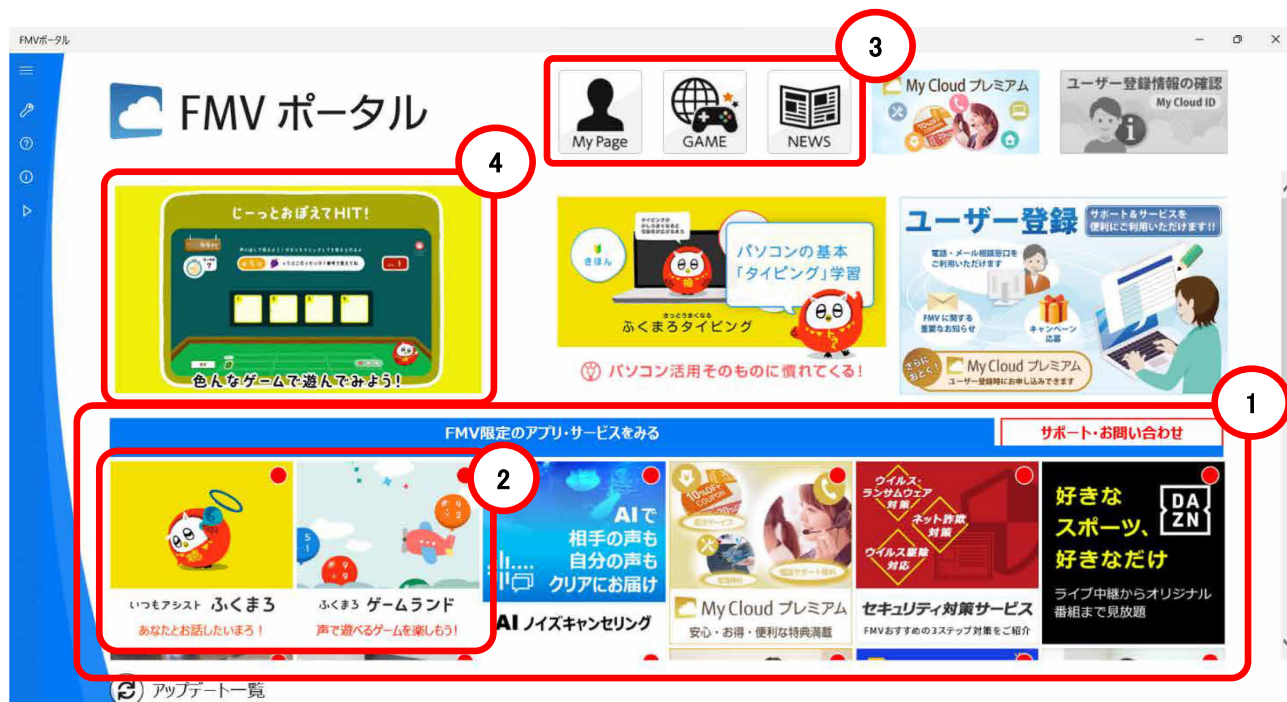 FMVポータル
FMV ポータル
My Page
GAME
NEWS
3
My Cloud プレミアム
10%OFF
COUPON
ユーザー登録情報の確認
My Cloud ID
4
じーっとおぼえてHIT!
色んなゲームで遊んでみよう!
きほん
パソコンの基本
「タイピング」学習
きっとうまくなる
ふくまろタイピング
パソコン活用そのものに慣れてくる!
ユーザー登録
サポート&サービスを
便利にご利用いただけます!!
電話・メール相談窓口を
ご利用いただけます
FMVに関する
重要なお知らせ
キャンペーン
応募
さらに
おとく!
My Cloud プレミアム
ユーザー登録時にお申し込みできます
1
FMV限定のアプリ・サービスをみる
サポート・お問い合わせ
2
いつもアシスト ふくまろ
あなたとお話したいまろ!
ふくまろ ゲームランド
声で遊べるゲームを楽しもう!
AIで
相手の声も
自分の声も
クリアにお届け
AI ノイズキャンセリング
10%OFF
COUPON
My Cloud プレミアム
安心・お得・便利な特典満載
ウイルス・
ランサムウェア
対策
ネット詐欺
対策
ウイルス駆除
対応
セキュリティ対策サービス
FMVおすすめの3ステップ対策をご紹介
好きな
スポーツ、
好きなだけ
DA
ZN
ライブ中継からオリジナル
番組まで見放題
アップデート一覧